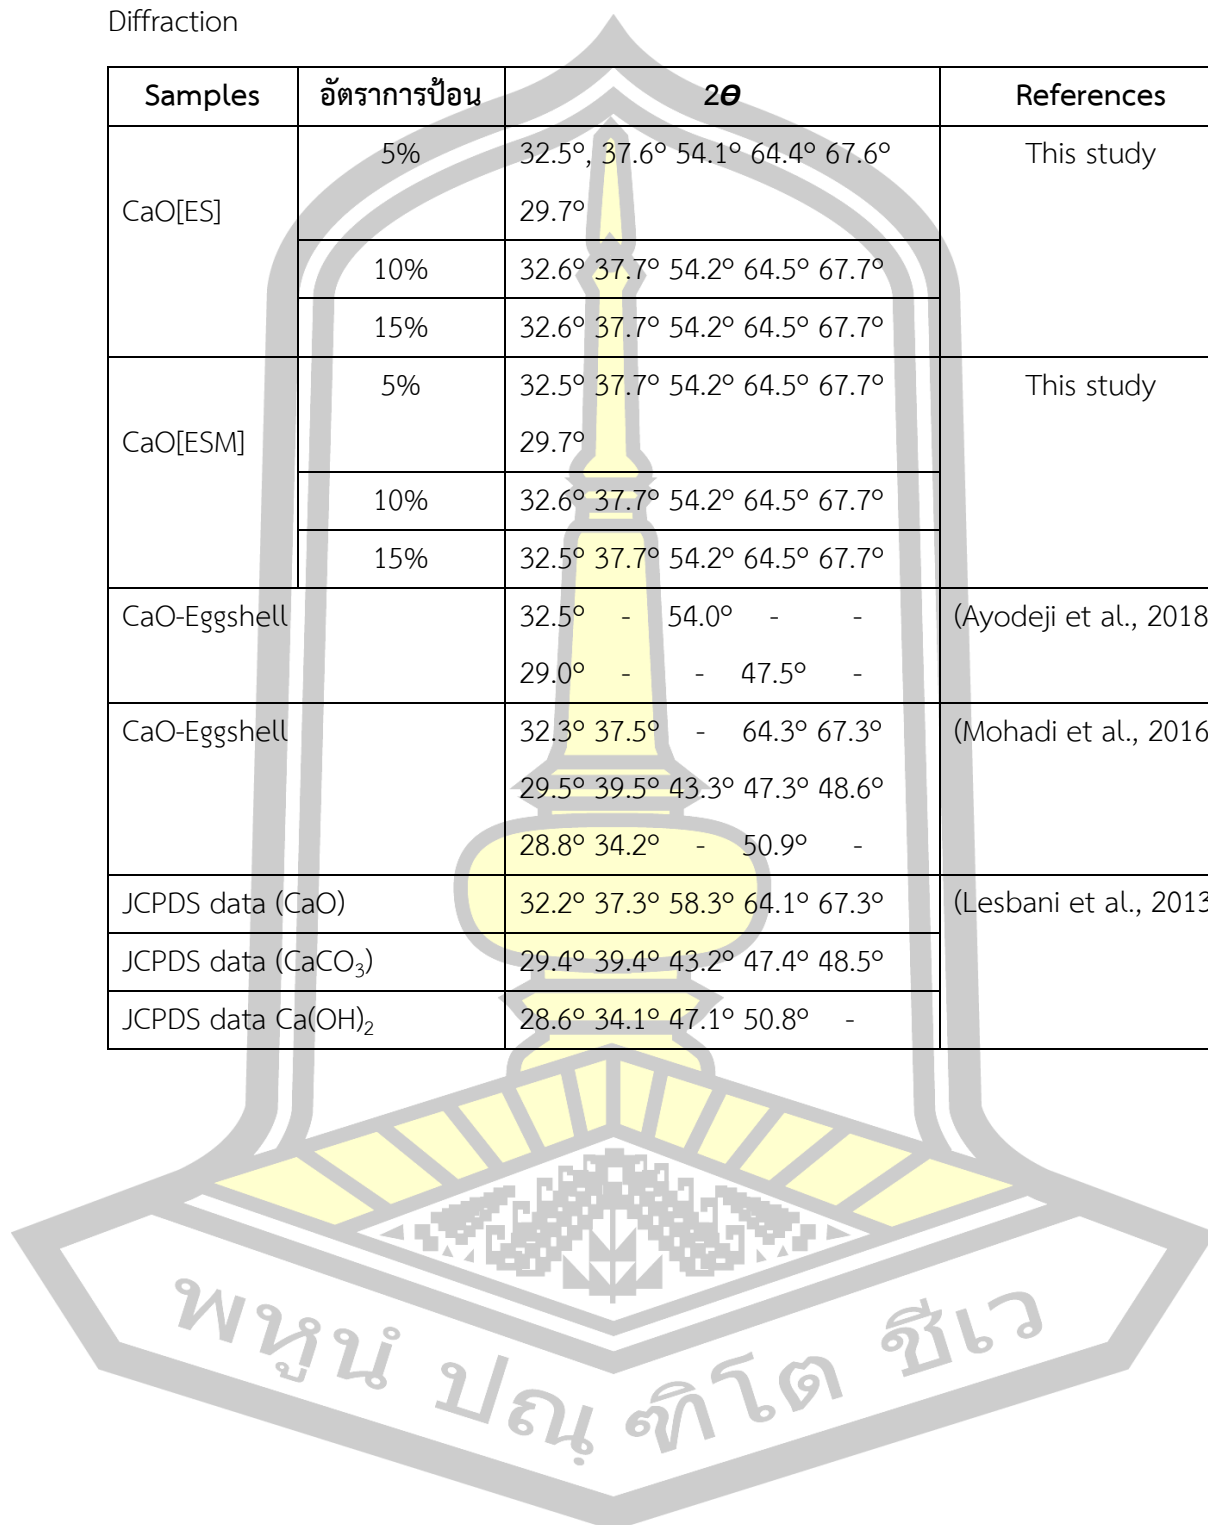 Diffraction
Samples อัตราการป้อน 2Θ References
5% 32.5°, 37.6° 54.1° 64.4° 67.6° This study
CaO[ES] 29.7°
10% 32.6° 37.7° 54.2° 64.5° 67.7°
15% 32.6° 37.7° 54.2° 64.5° 67.7°
5% 32.5° 37.7° 54.2° 64.5° 67.7° This study
CaO[ESM] 29.7°
10% 32.6° 37.7° 54.2° 64.5° 67.7°
15% 32.5° 37.7° 54.2° 64.5° 67.7°
CaO-Eggshell 32.5° - 54.0° - - (Ayodeji et al., 2018
29.0° - - 47.5° -
CaO-Eggshell 32.3° 37.5° - 64.3° 67.3° (Mohadi et al., 2016
29.5° 39.5° 43.3° 47.3° 48.6°
28.8° 34.2° - 50.9° -
JCPDS data (CaO) 32.2° 37.3° 58.3° 64.1° 67.3° (Lesbani et al., 2013
JCPDS data (CaCO₃) 29.4° 39.4° 43.2° 47.4° 48.5°
JCPDS data Ca(OH)₂ 28.6° 34.1° 47.1° 50.8° -
พหูนํ ปณฺฑิโต ชีเว